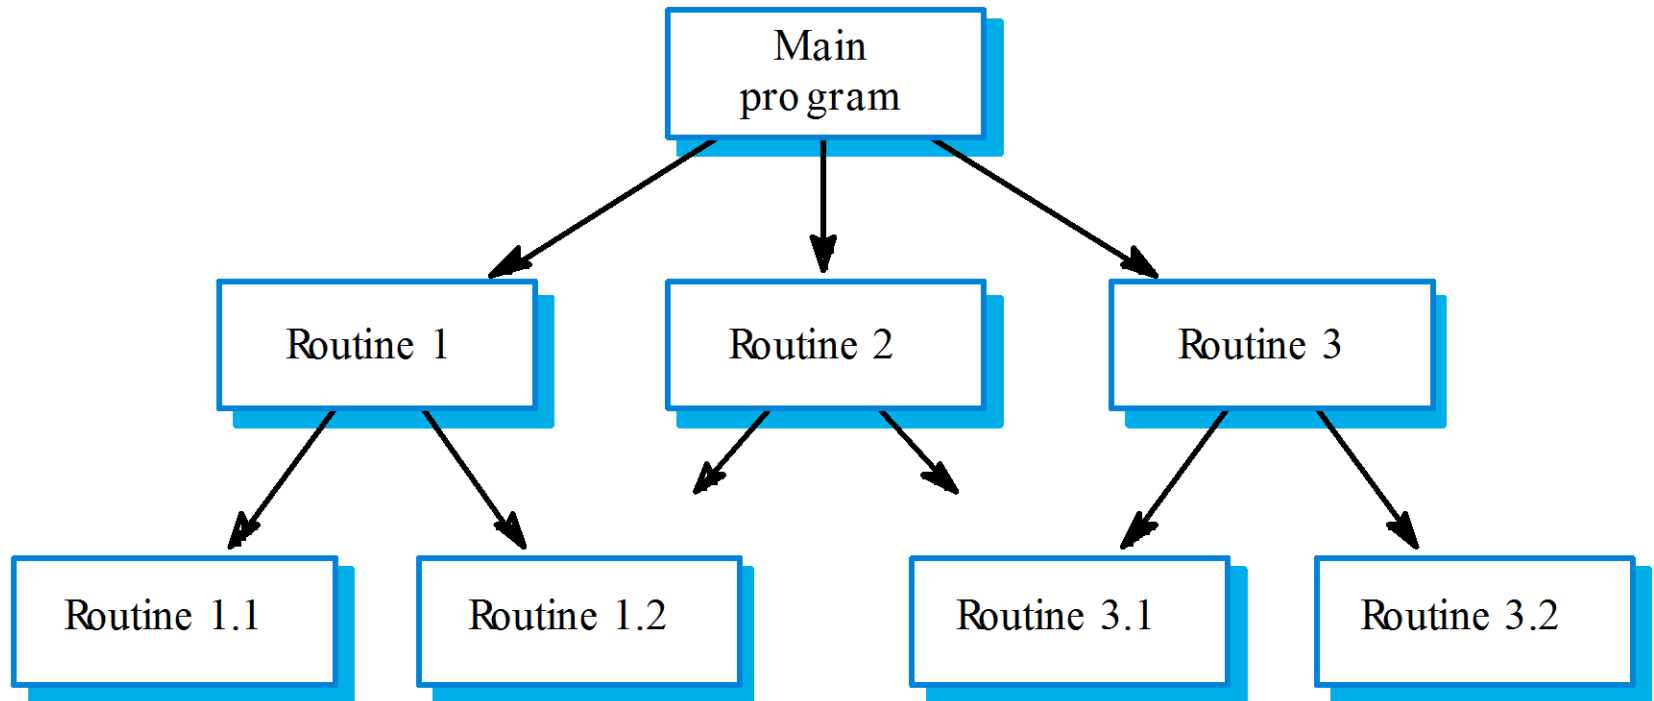 Main
program
Routine 1
Routine 2
Routine 3
Routine 1.1
Routine 1.2
Routine 3.1
Routine 3.2